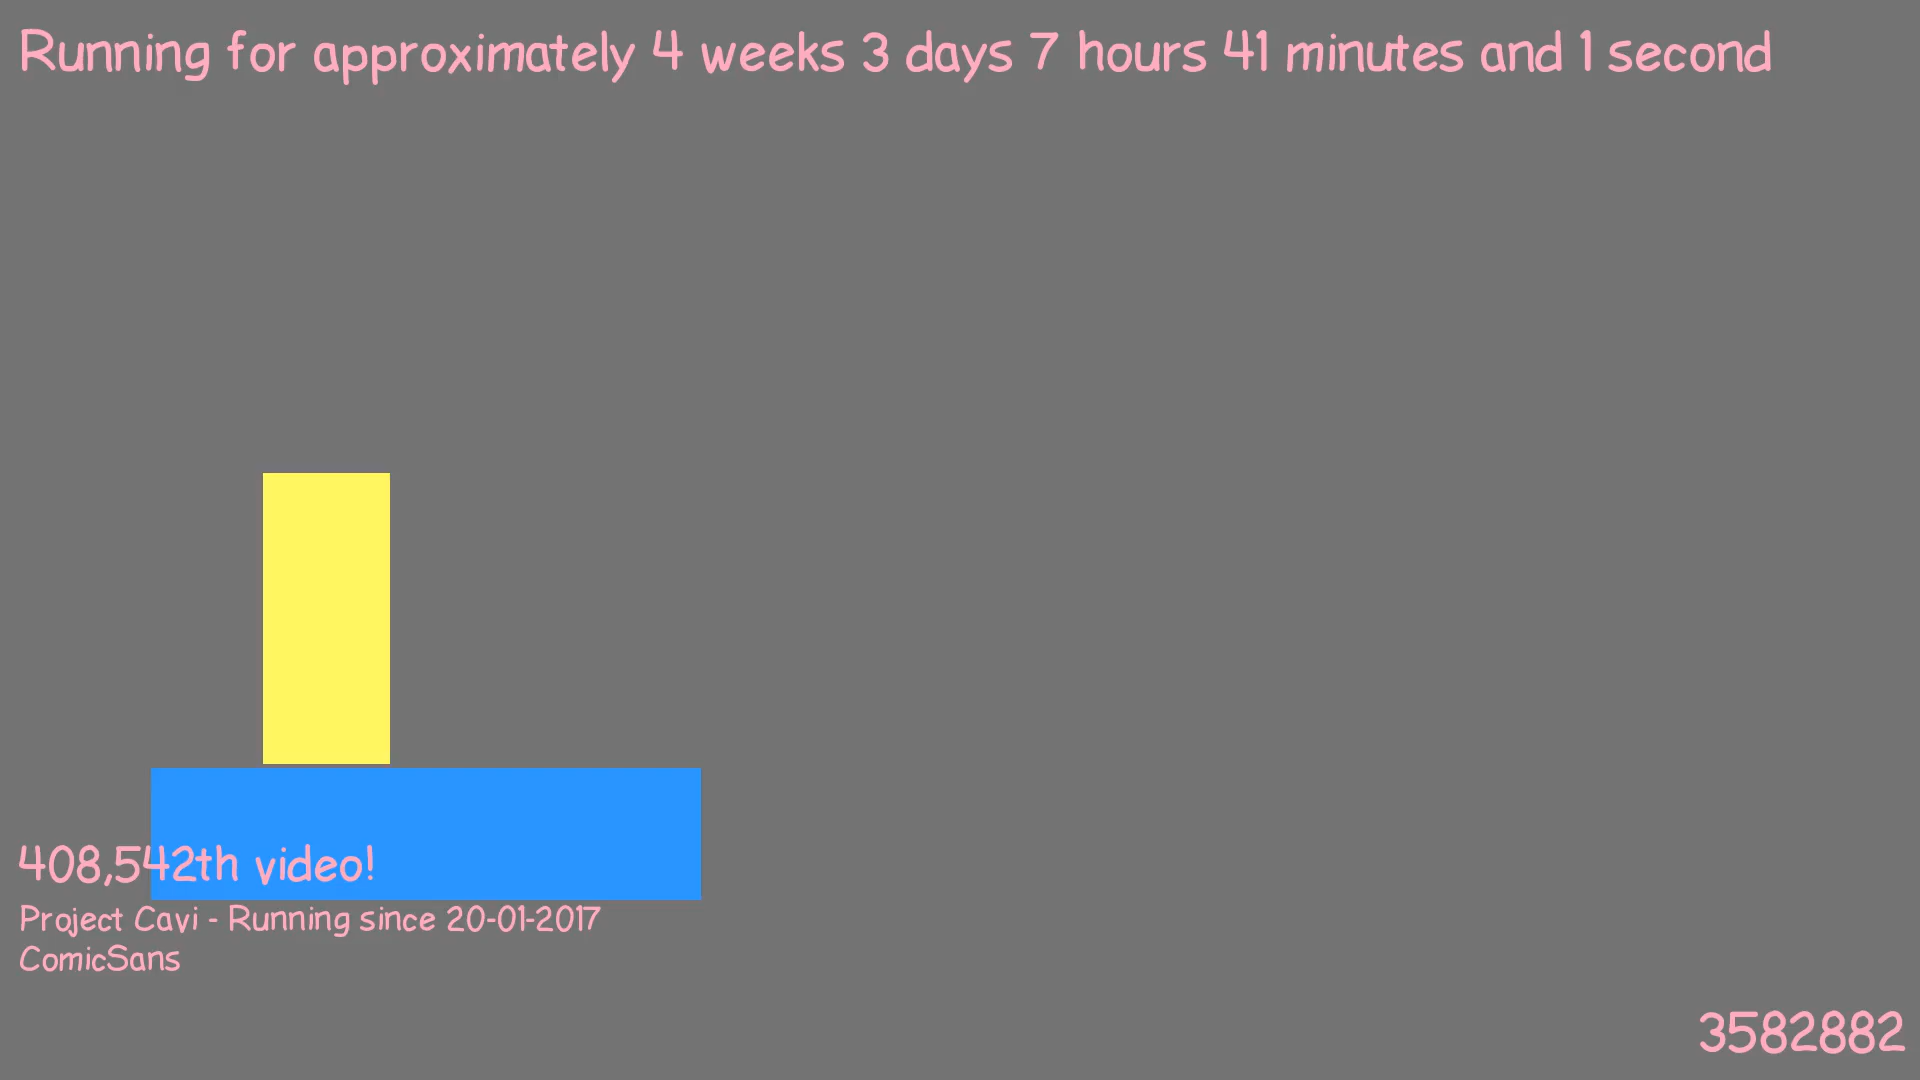 Running for approximately 4 weeks 3 days 7 hours 41 minutes and 1 second
408,542th video!
Project Cavi - Running since 20-01-2017
ComicSans
3582882